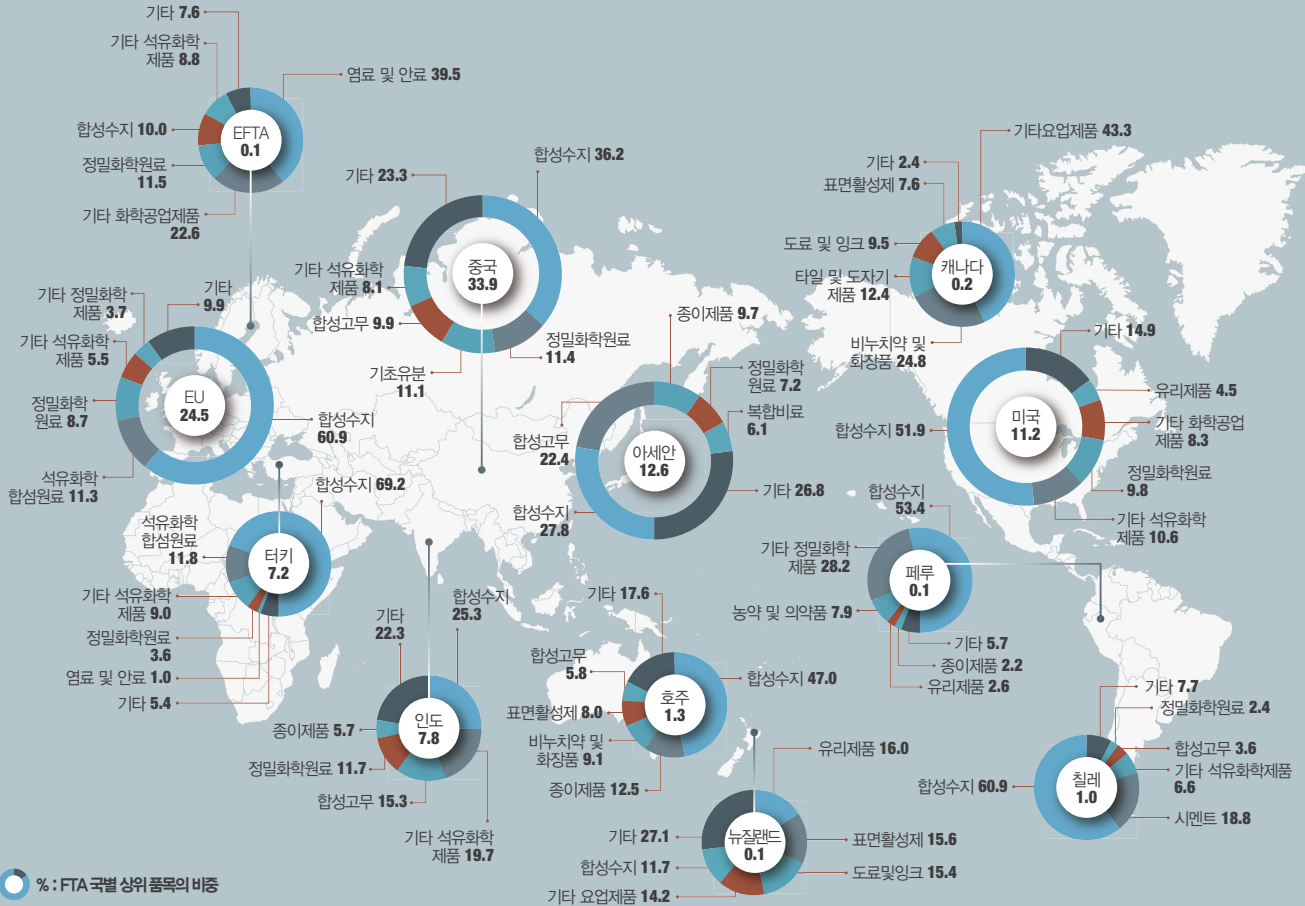 기타 7.6
기타 석유화학
제품 8.8
염료 및 안료 39.5
합성수지 10.0
EFTA
0.1
정밀화학원료
11.5
기타 화학공업제품
22.6
합성수지 36.2
기타 23.3
중국
33.9
기타 석유화학
제품 8.1
합성고무 9.9
기초유분
11.1
정밀화학원료
11.4
기타요업제품 43.3
기타 2.4
표면활성제 7.6
도료 및 잉크 9.5
캐나다
0.2
타일 및 도자기
제품 12.4
비누치약 및
화장품 24.8
기타
9.9
기타 정밀화학
제품 3.7
기타 석유화학
제품 5.5
EU
24.5
정밀화학
원료 8.7
합성수지
60.9
석유화학
합섬원료 11.3
종이제품 9.7
정밀화학
원료 7.2
복합비료
6.1
합성고무
22.4
아세안
12.6
기타 26.8
합성수지
27.8
기타 14.9
유리제품 4.5
합성수지 51.9
미국
11.2
기타 화학공업
제품 8.3
정밀화학원료
9.8
기타 석유화학
제품 10.6
합성수지 69.2
석유화학
합섬원료
11.8
터키
7.2
기타 석유화학
제품 9.0
정밀화학원료
3.6
염료 및 안료 1.0
기타 5.4
합성수지
53.4
기타 정밀화학
제품 28.2
페루
0.1
농약 및 의약품 7.9
기타 5.7
종이제품 2.2
유리제품 2.6
합성수지
25.3
기타
22.3
인도
7.8
종이제품 5.7
정밀화학원료 11.7
합성고무 15.3
기타 석유화학
제품 19.7
기타 17.6
합성고무
5.8
합성수지 47.0
호주
1.3
표면활성제 8.0
비누치약 및
화장품 9.1
종이제품 12.5
기타 7.7
정밀화학원료 2.4
합성고무 3.6
기타 석유화학제품
6.6
합성수지 60.9
칠레
1.0
시멘트 18.8
유리제품 16.0
기타 27.1
뉴질랜드
0.1
표면활성제 15.6
합성수지 11.7
도료및잉크 15.4
기타 요업제품 14.2
% : FTA 국별 상위 품목의 비중